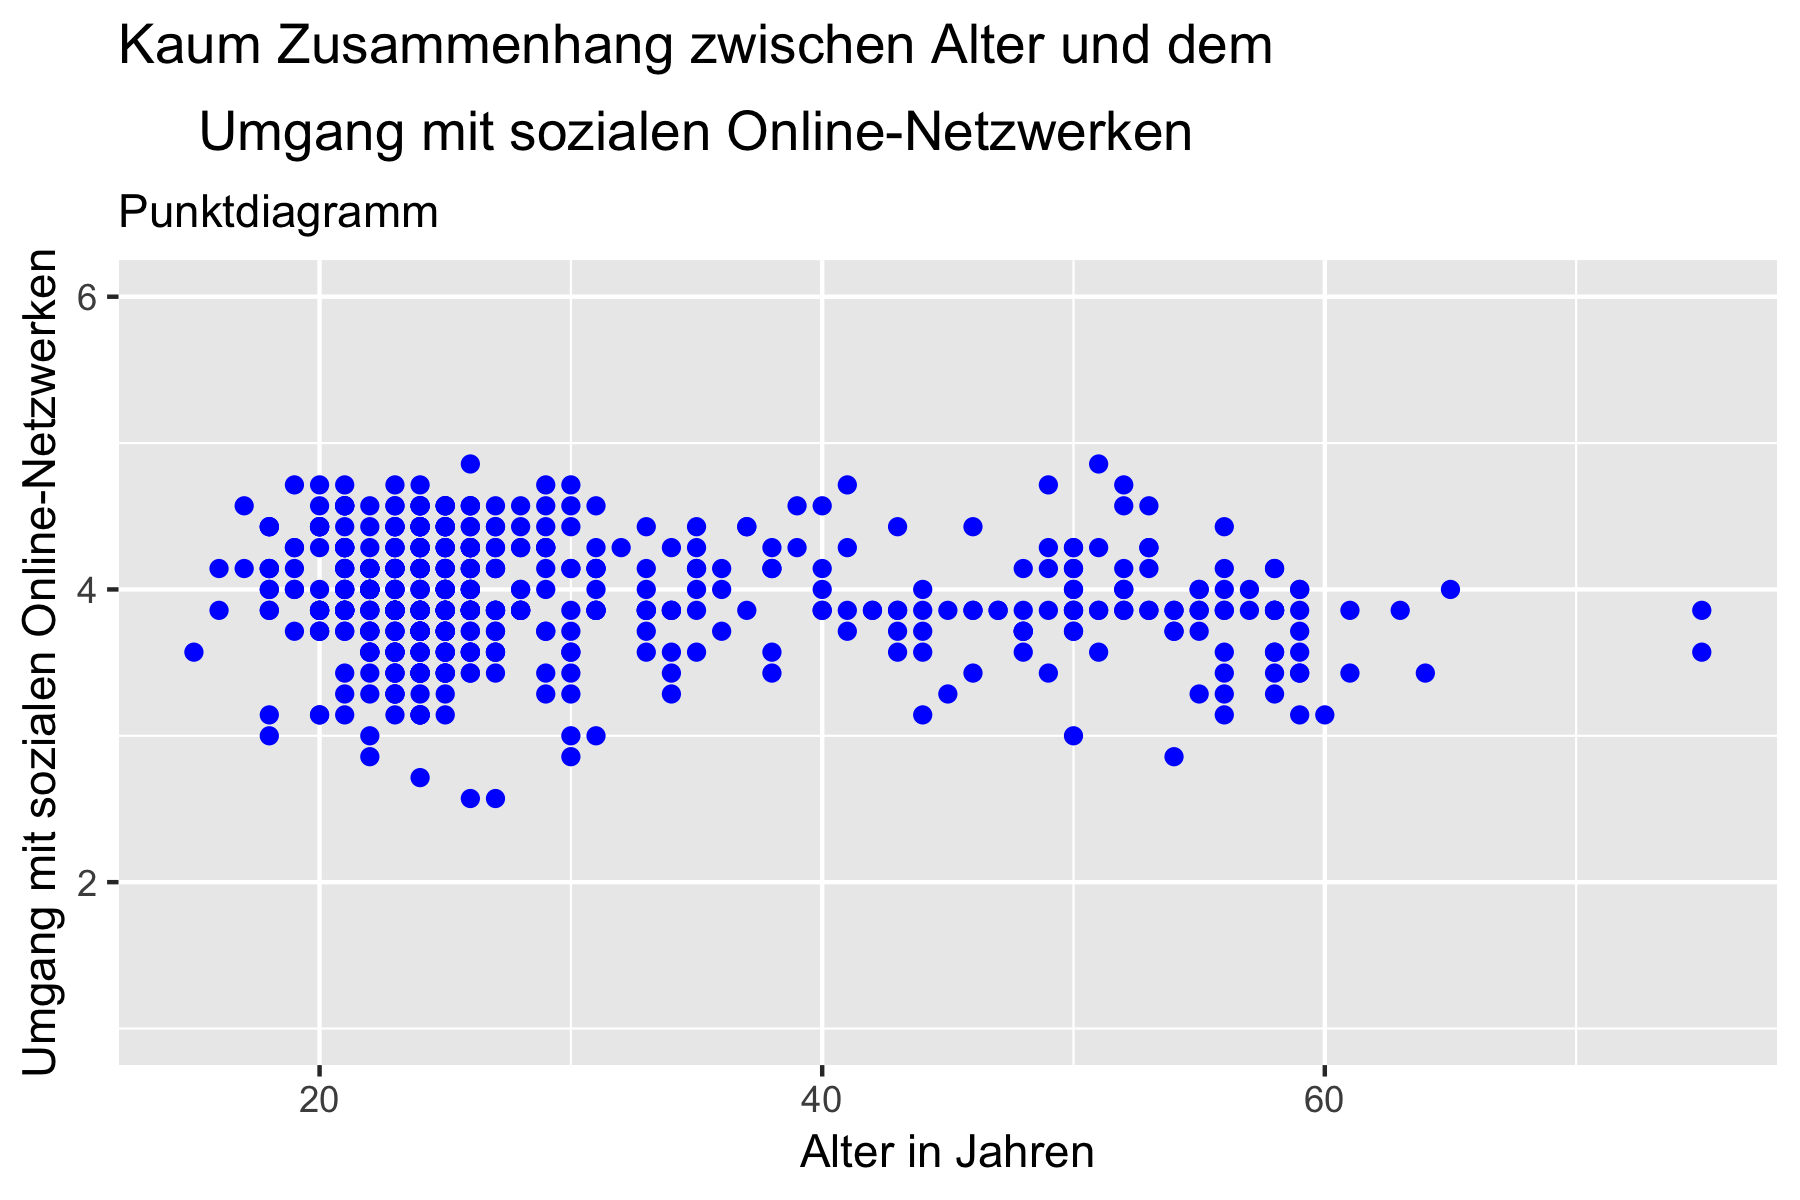 Kaum Zusammenhang zwischen Alter und dem
Umgang mit sozialen Online-Netzwerken
Punktdiagramm
Umgang mit sozialen Online-Netzwerken
6
4
2
20 40 60
Alter in Jahren